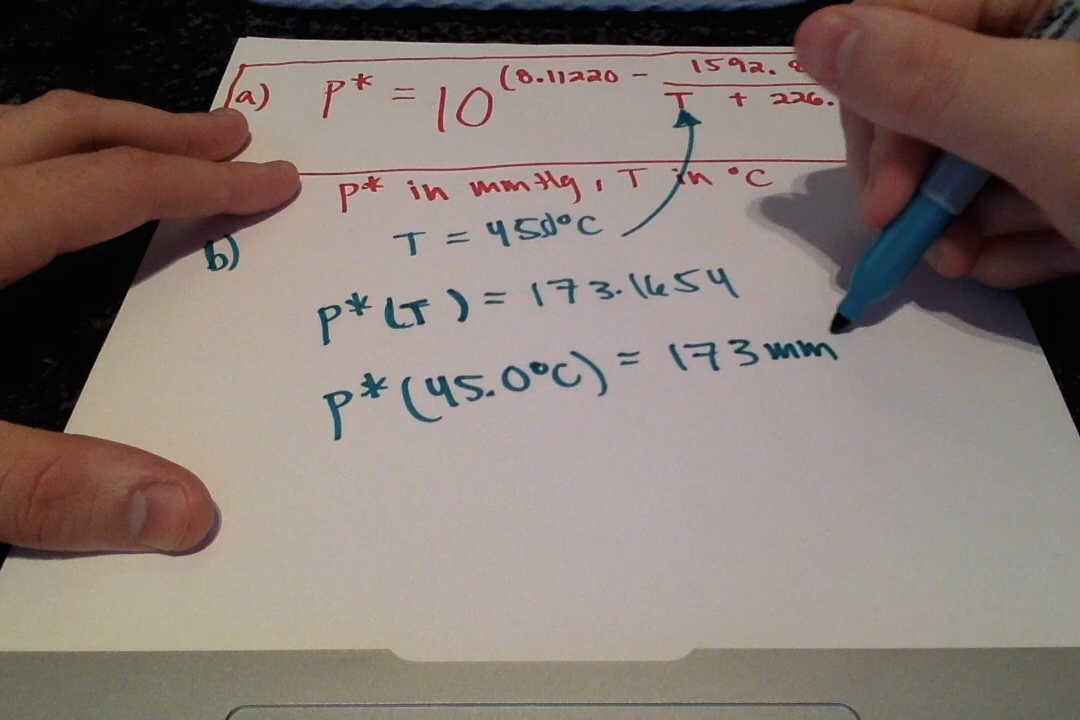 a) P* = 10^(8.11220 - 1592. / T + 226.
P* in mmHg, T in °C
b) T = 45.0°C
P*(T) = 173.1654
P*(45.0°C) = 173 mm